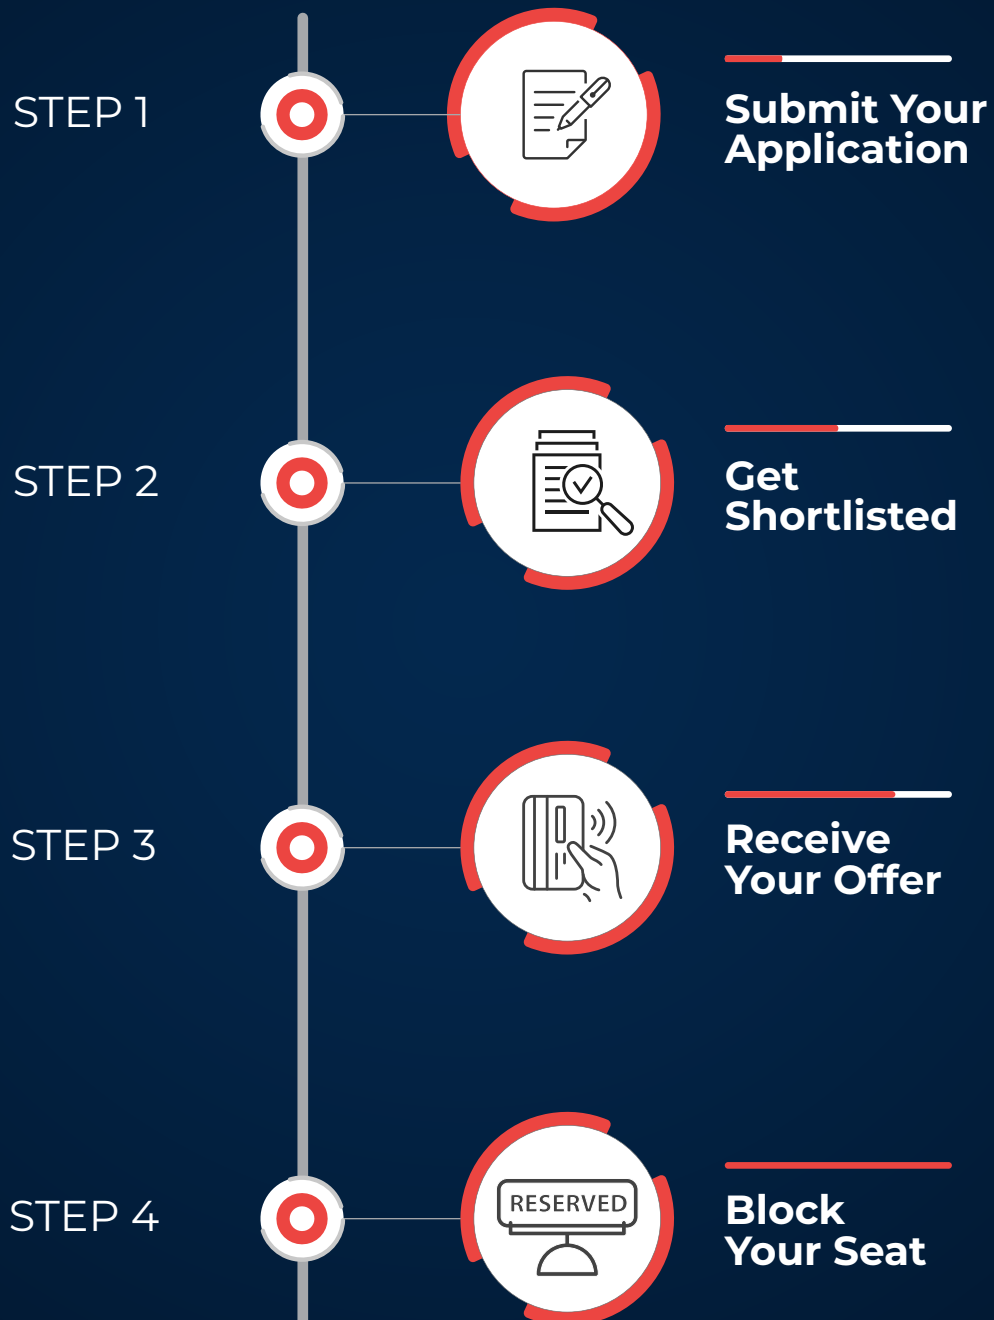 STEP 1
Submit Your
Application
STEP 2
Get
Shortlisted
STEP 3
Receive
Your Offer
STEP 4
RESERVED
Block
Your Seat